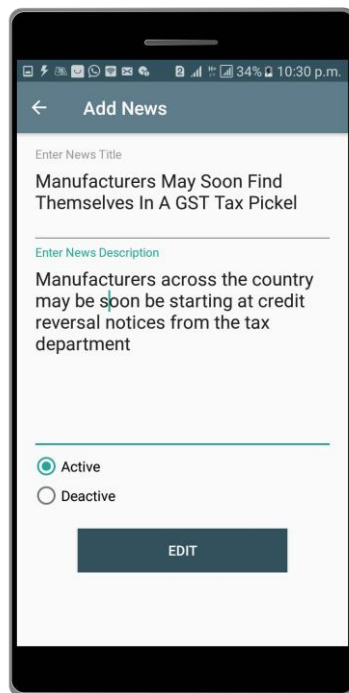 34% 10:30 p.m.
Add News
Enter News Title
Manufacturers May Soon Find
Themselves In A GST Tax Pickel
Enter News Description
Manufacturers across the country
may be soon be starting at credit
reversal notices from the tax
department
Active
Deactive
EDIT